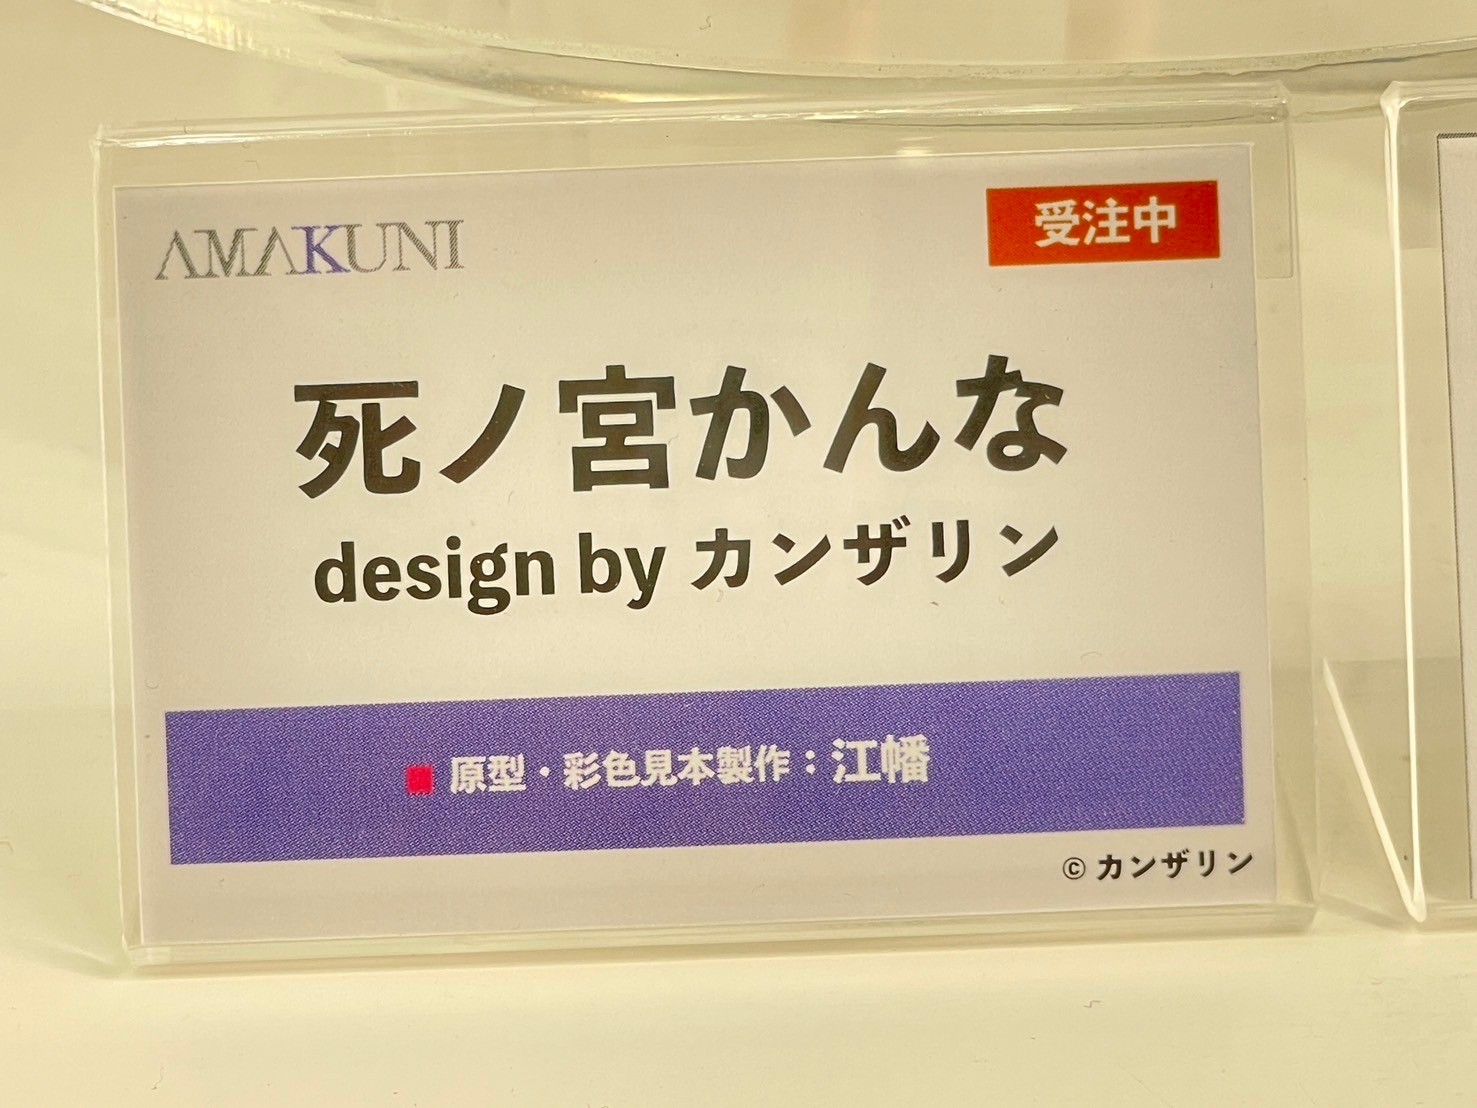 AMAKUNI
受注中
死ノ宮かんな
design by カンザリン
■ 原型・彩色見本製作：江幡
© カンザリン